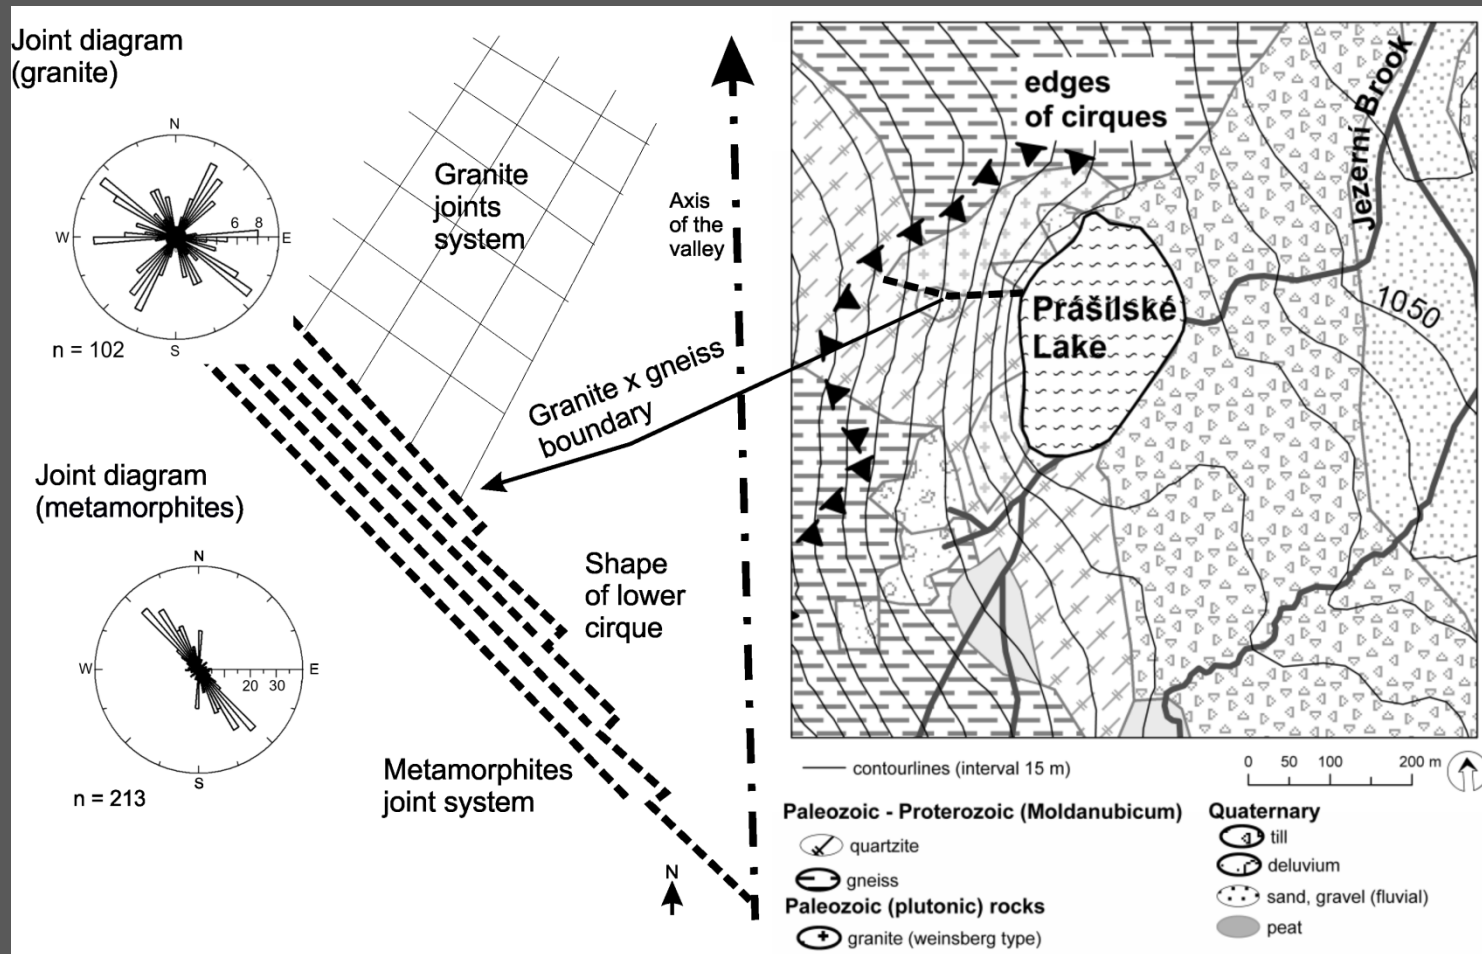 Joint diagram
(granite)
N
W
6 8
E
S
n = 102
Granite
joints
system
Axis
of the
valley
Granite x gneiss
boundary
Joint diagram
(metamorphites)
N
W
20 30
E
S
n = 213
Shape
of lower
cirque
Metamorphites
joint system
N
edges
of cirques
Jezerní Brook
Prášilské
Lake
1050
contourlines (interval 15 m)
0 50 100 200 m
Paleozoic - Proterozoic (Moldanubicum)
quartzite
gneiss
Paleozoic (plutonic) rocks
granite (weinsberg type)
Quaternary
till
deluvium
sand, gravel (fluvial)
peat